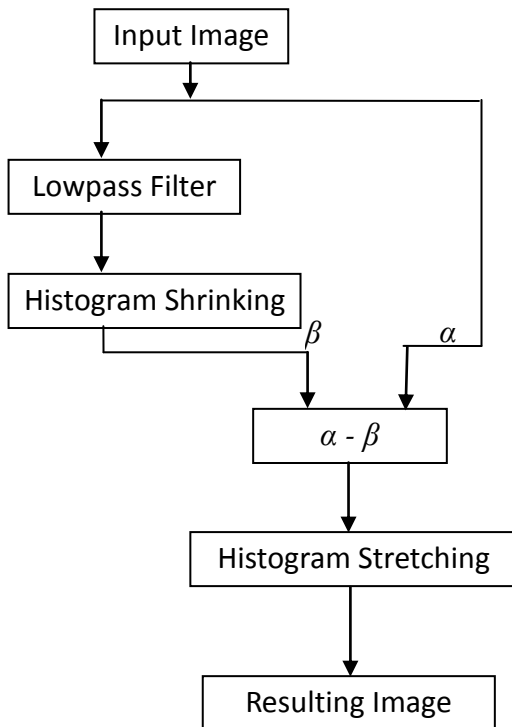 Input Image
Lowpass Filter
Histogram Shrinking
β
α
α - β
Histogram Stretching
Resulting Image